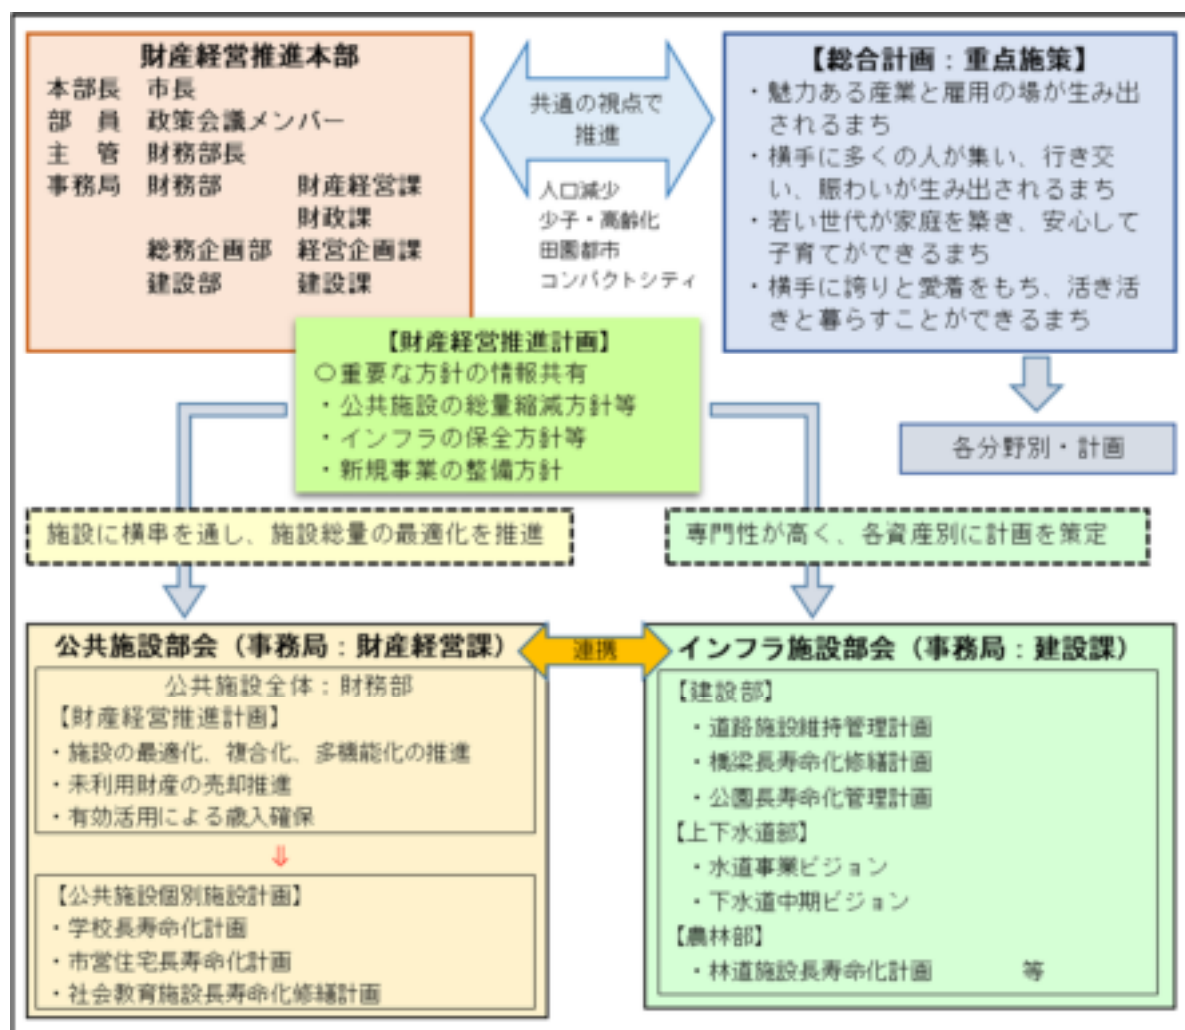 財産経営推進本部
本部長 市長
部 員 政策会議メンバー
主 管 財務部長
事務局 財務部 財産経営課
財政課
総務企画部 経営企画課
建設部 建設課
共通の視点で
推進
人口減少
少子・高齢化
田園都市
コンパクトシティ
【総合計画：重点施策】
・魅力ある産業と雇用の場が生み出
されるまち
・横手に多くの人が集い、行き交
い、賑わいが生み出されるまち
・若い世代が家庭を築き、安心して
子育てができるまち
・横手に誇りと愛着をもち、活き活
きと暮らすことができるまち
【財産経営推進計画】
○重要な方針の情報共有
・公共施設の総量縮減方針等
・インフラの保全方針等
・新規事業の整備方針
各分野別・計画
施設に横串を通し、施設総量の最適化を推進
専門性が高く、各資産別に計画を策定
公共施設部会（事務局：財産経営課）
連携
インフラ施設部会（事務局：建設課）
公共施設全体：財務部
【財産経営推進計画】
・施設の最適化、複合化、多機能化の推進
・未利用財産の売却推進
・有効活用による歳入確保
⇓
【公共施設個別施設計画】
・学校長寿命化計画
・市営住宅長寿命化計画
・社会教育施設長寿命化修繕計画
【建設部】
・道路施設維持管理計画
・橋梁長寿命化修繕計画
・公園長寿命化管理計画
【上下水道部】
・水道事業ビジョン
・下水道中期ビジョン
【農林部】
・林道施設長寿命化計画 等